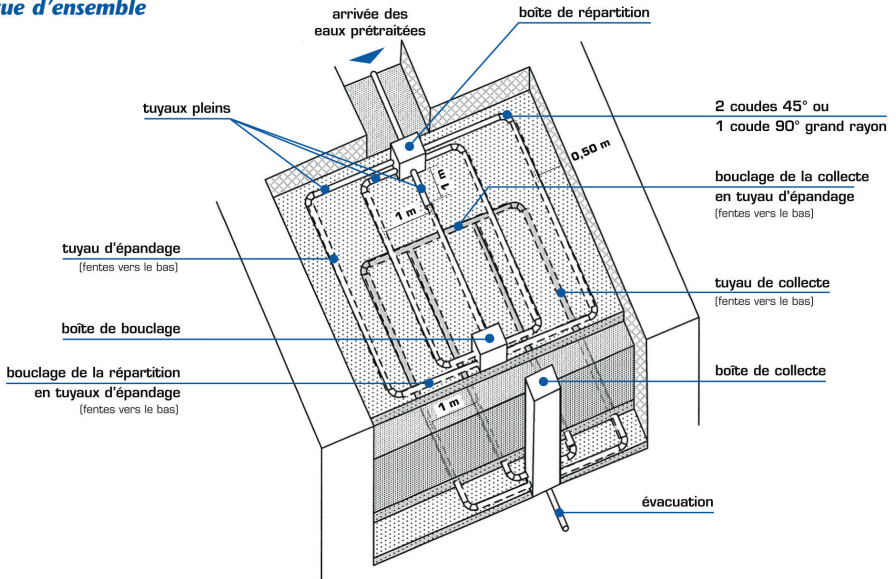 ue d'ensemble
arrivée des
eaux prétraitées
boîte de répartition
tuyaux pleins
2 coudes 45° ou
1 coude 90° grand rayon
0,50 m
1 m
1 m
bouclage de la collecte
en tuyau d'épandage
(fentes vers le bas)
tuyau d'épandage
(fentes vers le bas)
tuyau de collecte
(fentes vers le bas)
boîte de bouclage
bouclage de la répartition
en tuyaux d'épandage
(fentes vers le bas)
boîte de collecte
1 m
évacuation